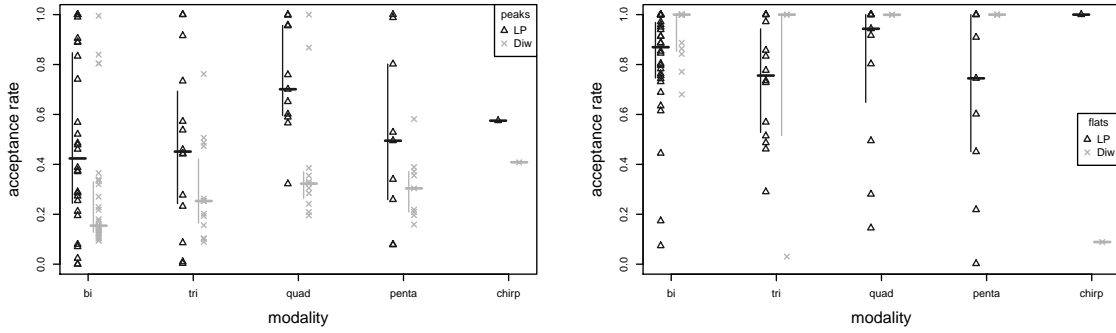 peaks
LP
Diw
acceptance rate
1.0
0.8
0.6
0.4
0.2
0.0
bi
tri
quad
penta
chirp
modality
flats
LP
Diw
acceptance rate
1.0
0.8
0.6
0.4
0.2
0.0
bi
tri
quad
penta
chirp
modality